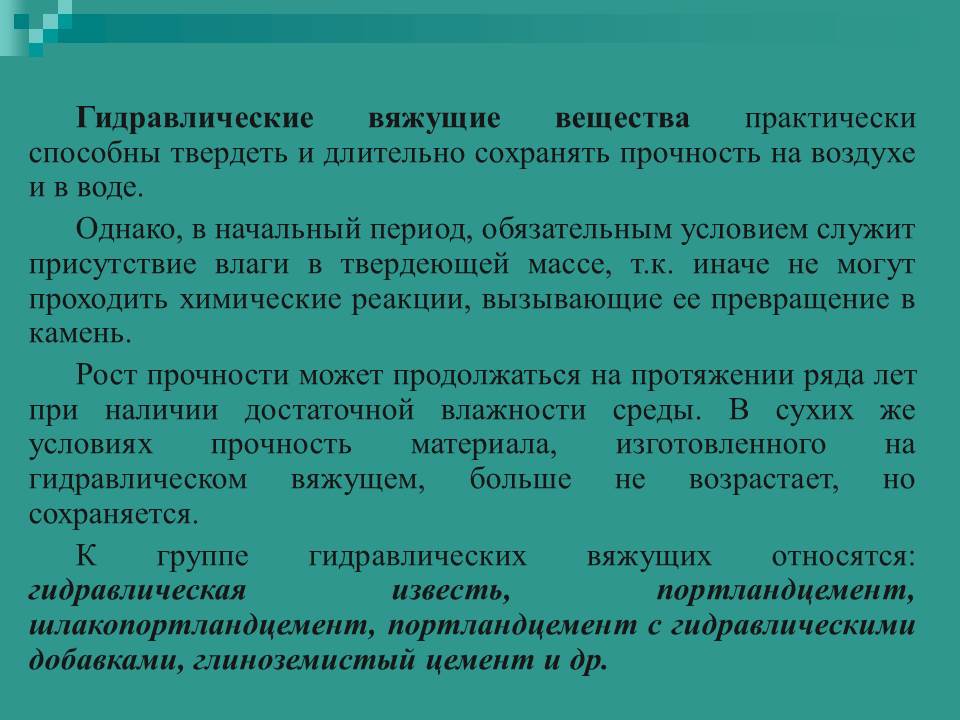 Гидравлические вяжущие вещества практически
способны твердеть и длительно сохранять прочность на воздухе
и в воде.
Однако, в начальный период, обязательным условием служит
присутствие влаги в твердеющей массе, т.к. иначе не могут
проходить химические реакции, вызывающие ее превращение в
камень.
Рост прочности может продолжаться на протяжении ряда лет
при наличии достаточной влажности среды. В сухих же
условиях прочность материала, изготовленного на
гидравлическом вяжущем, больше не возрастает, но
сохраняется.
К группе гидравлических вяжущих относятся:
гидравлическая известь, портландцемент,
шлакопортландцемент, портландцемент с гидравлическими
добавками, глиноземистый цемент и др.